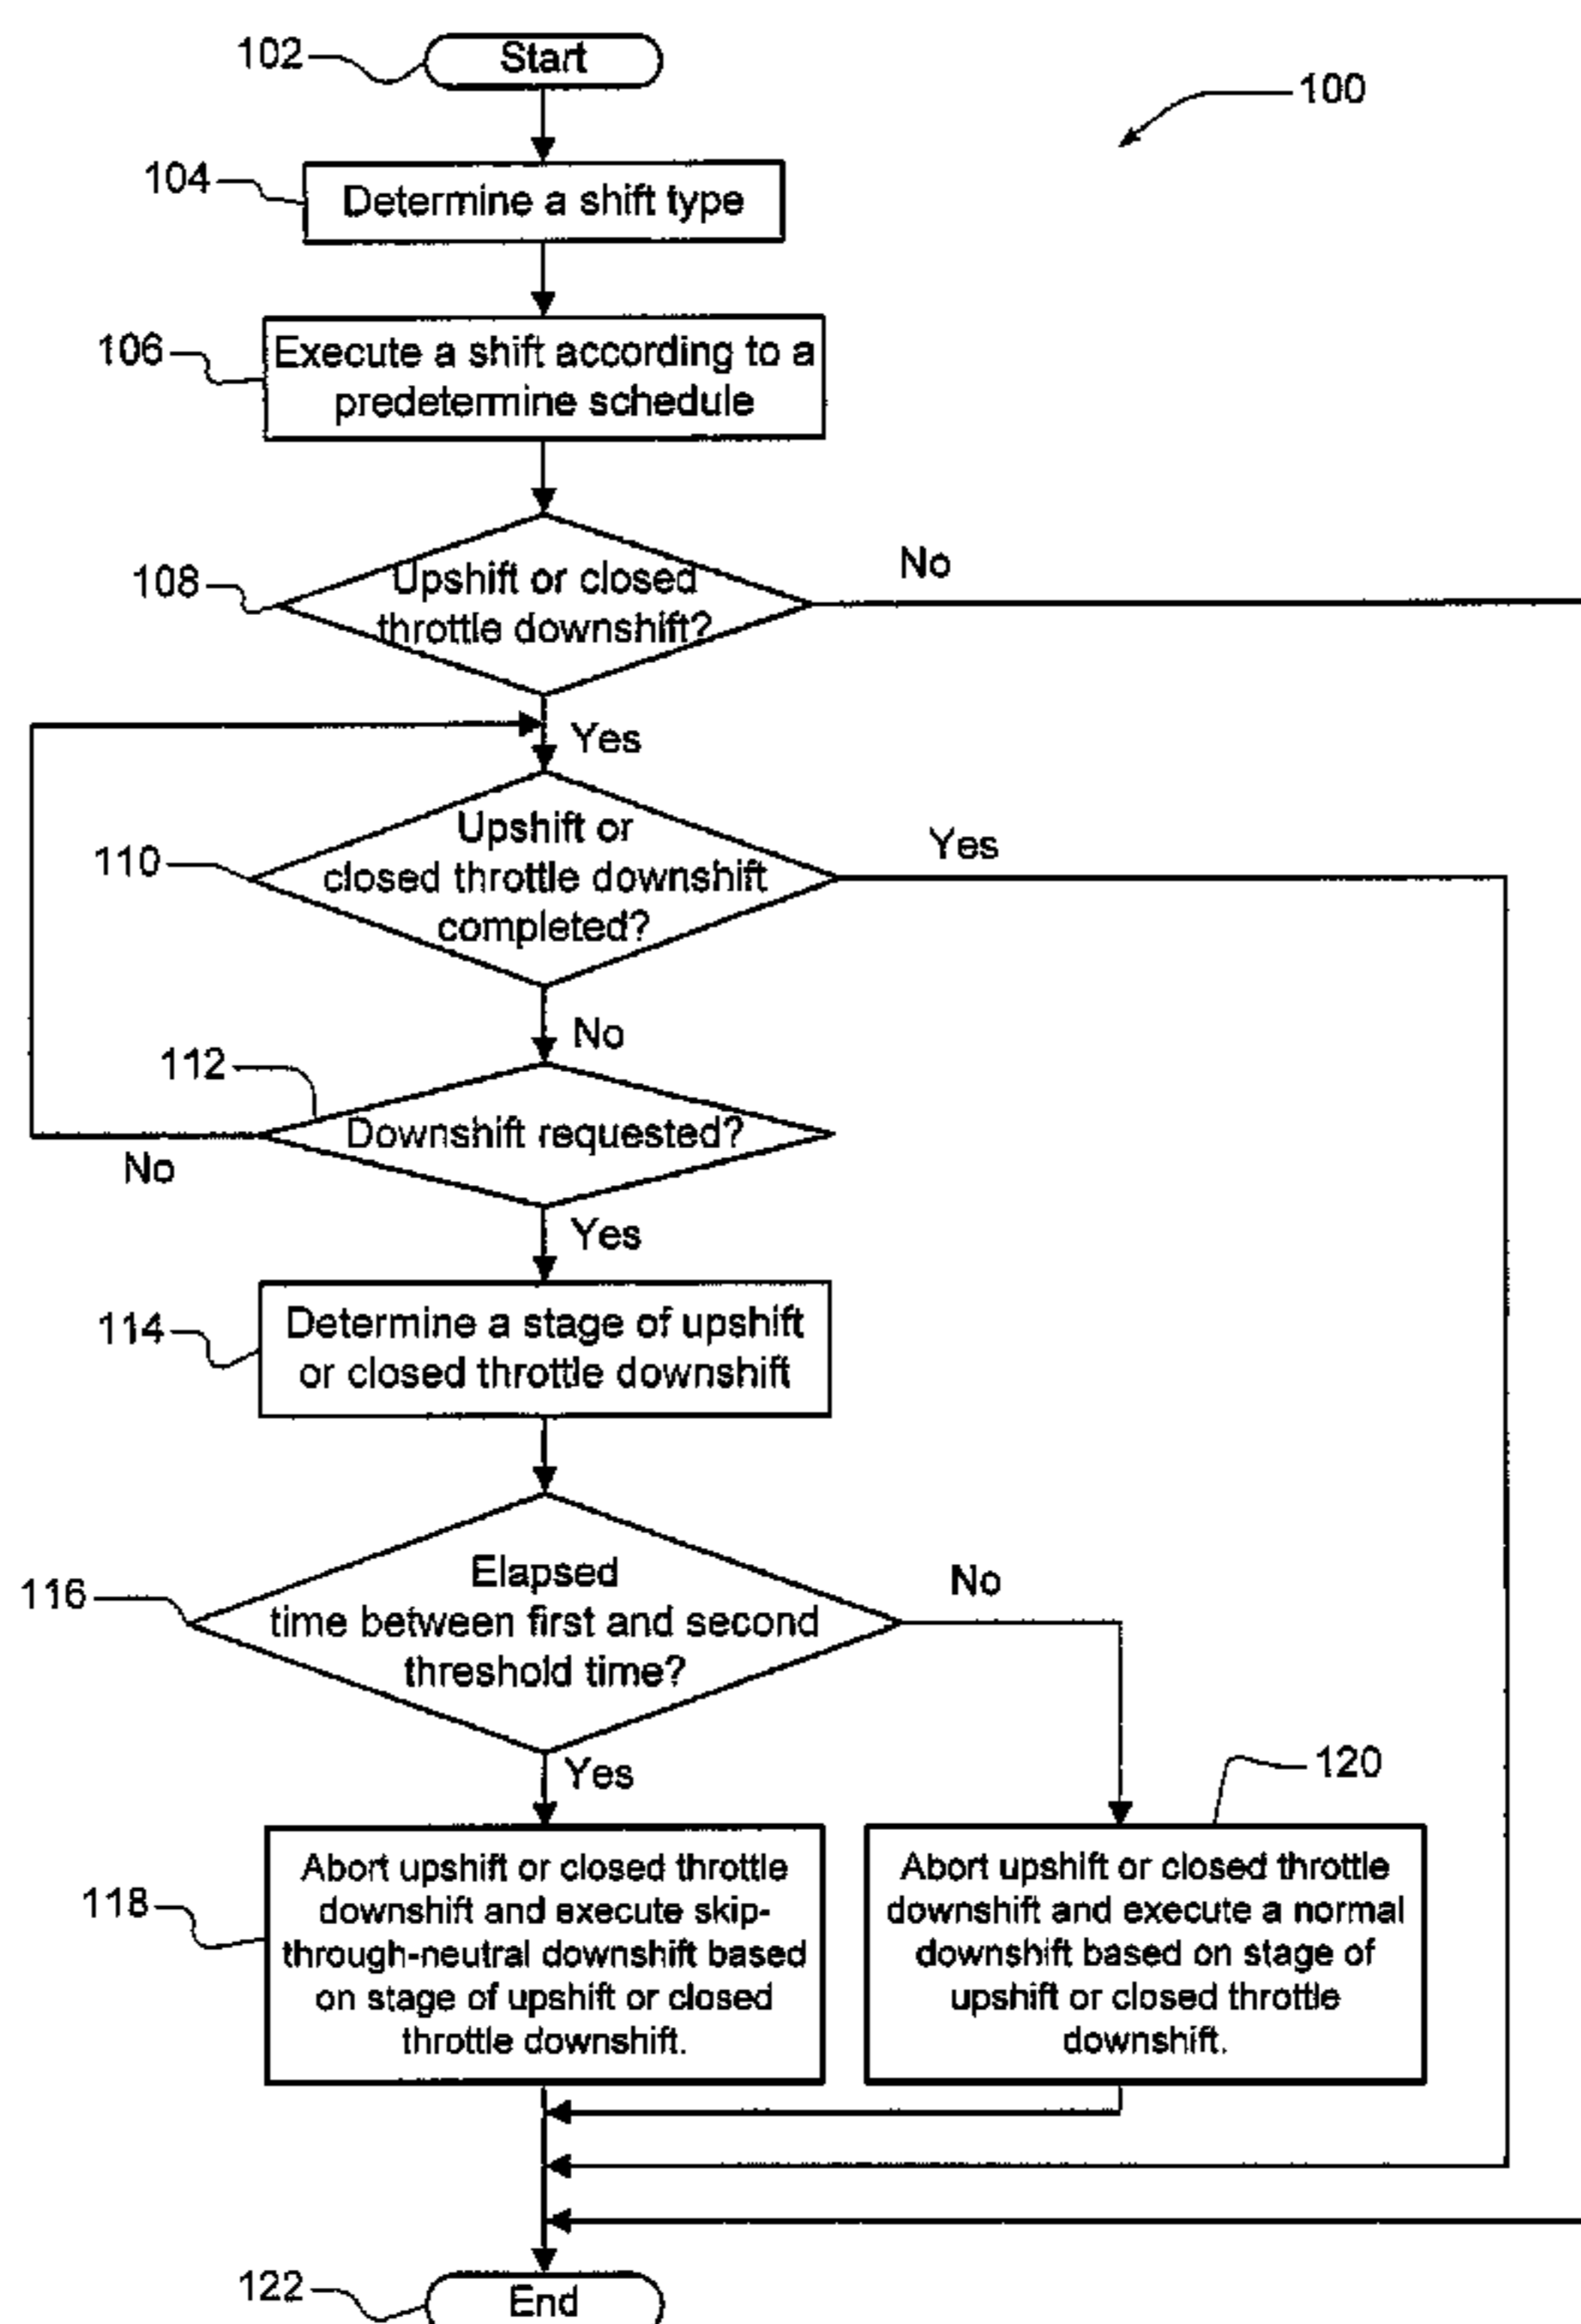 102
Start
100
104
Determine a shift type
106
Execute a shift according to a
predetermine schedule
108
Upshift or closed
throttle downshift?
No
Yes
110
Upshift or
closed throttle downshift
completed?
Yes
No
112
Downshift requested?
No
Yes
114
Determine a stage of upshift
or closed throttle downshift
116
Elapsed
time between first and second
threshold time?
No
Yes
120
118
Abort upshift or closed throttle
downshift and execute skip-
through-neutral downshift based
on stage of upshift or closed
throttle downshift.
Abort upshift or closed throttle
downshift and execute a normal
downshift based on stage of
upshift or closed throttle
downshift.
122
End